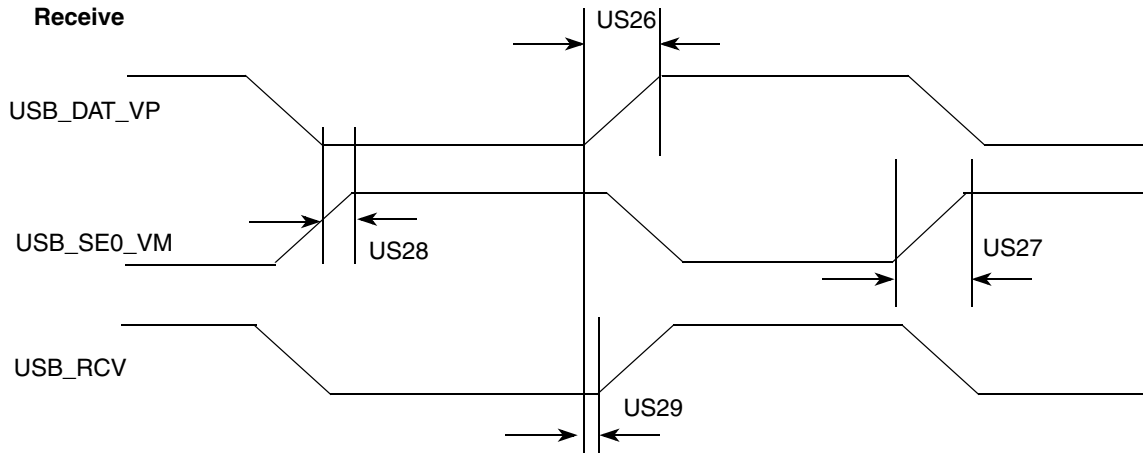 Receive
US26
USB_DAT_VP
USB_SE0_VM
US28
US27
USB_RCV
US29